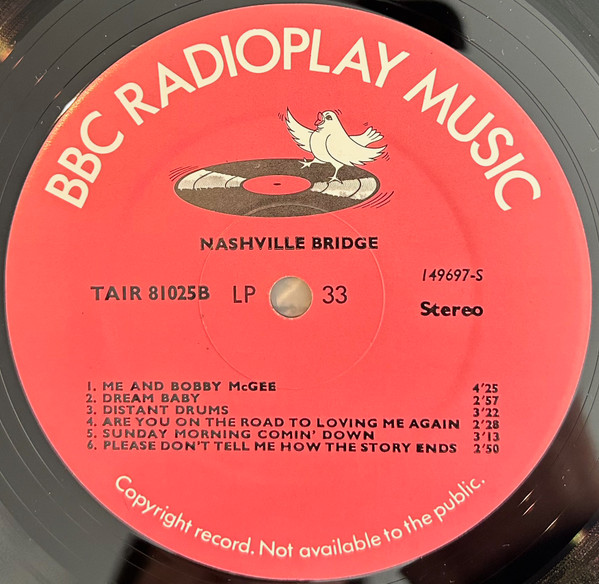 BBC RADIOPLAY MUSIC
NASHVILLE BRIDGE
149697-S
TAIR 81025B LP 33
Stereo
1. ME AND BOBBY McGEE 4'25
2. DREAM BABY 2'57
3. DISTANT DRUMS 3'22
4. ARE YOU ON THE ROAD TO LOVING ME AGAIN 2'28
5. SUNDAY MORNING COMIN' DOWN 3'13
6. PLEASE DON'T TELL ME HOW THE STORY ENDS 2'50
Copyright record. Not available to the public.